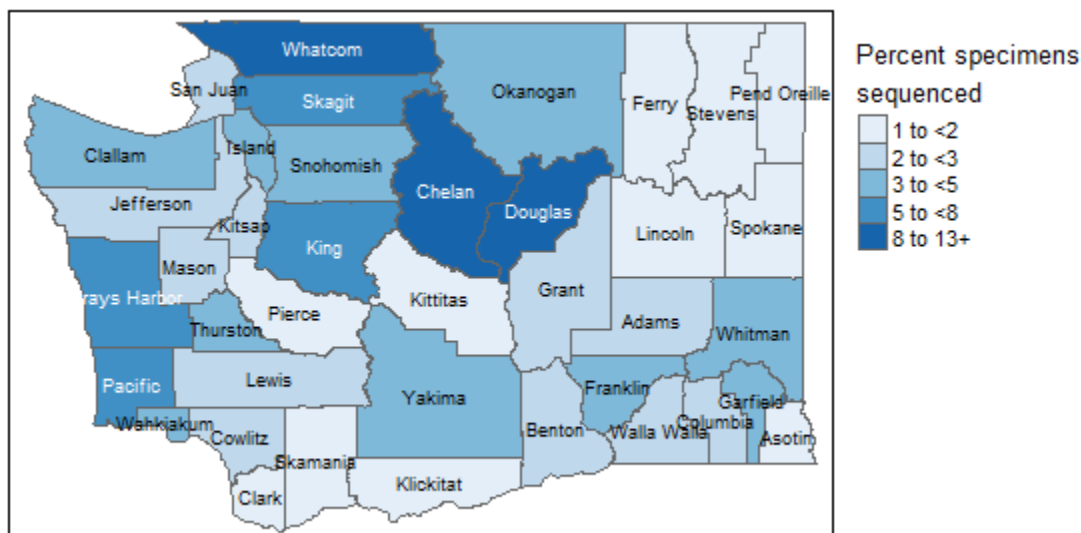 Whatcom
San Juan
Skagit
Okanogan
Ferry
Stevens
Pend Oreille
Clallam
Island
Snohomish
Chelan
Douglas
Jefferson
Kitsap
King
Lincoln
Spokane
Mason
Grant
rays Harbor
Pierce
Kittitas
Adams
Thurston
Whitman
Pacific
Lewis
Yakima
Franklin
Garfield
Wahkiakum
Cowlitz
Benton
Walla Walla
Columbia
Asotin
Skamania
Clark
Klickitat
Percent specimens
sequenced
1 to <2
2 to <3
3 to <5
5 to <8
8 to 13+